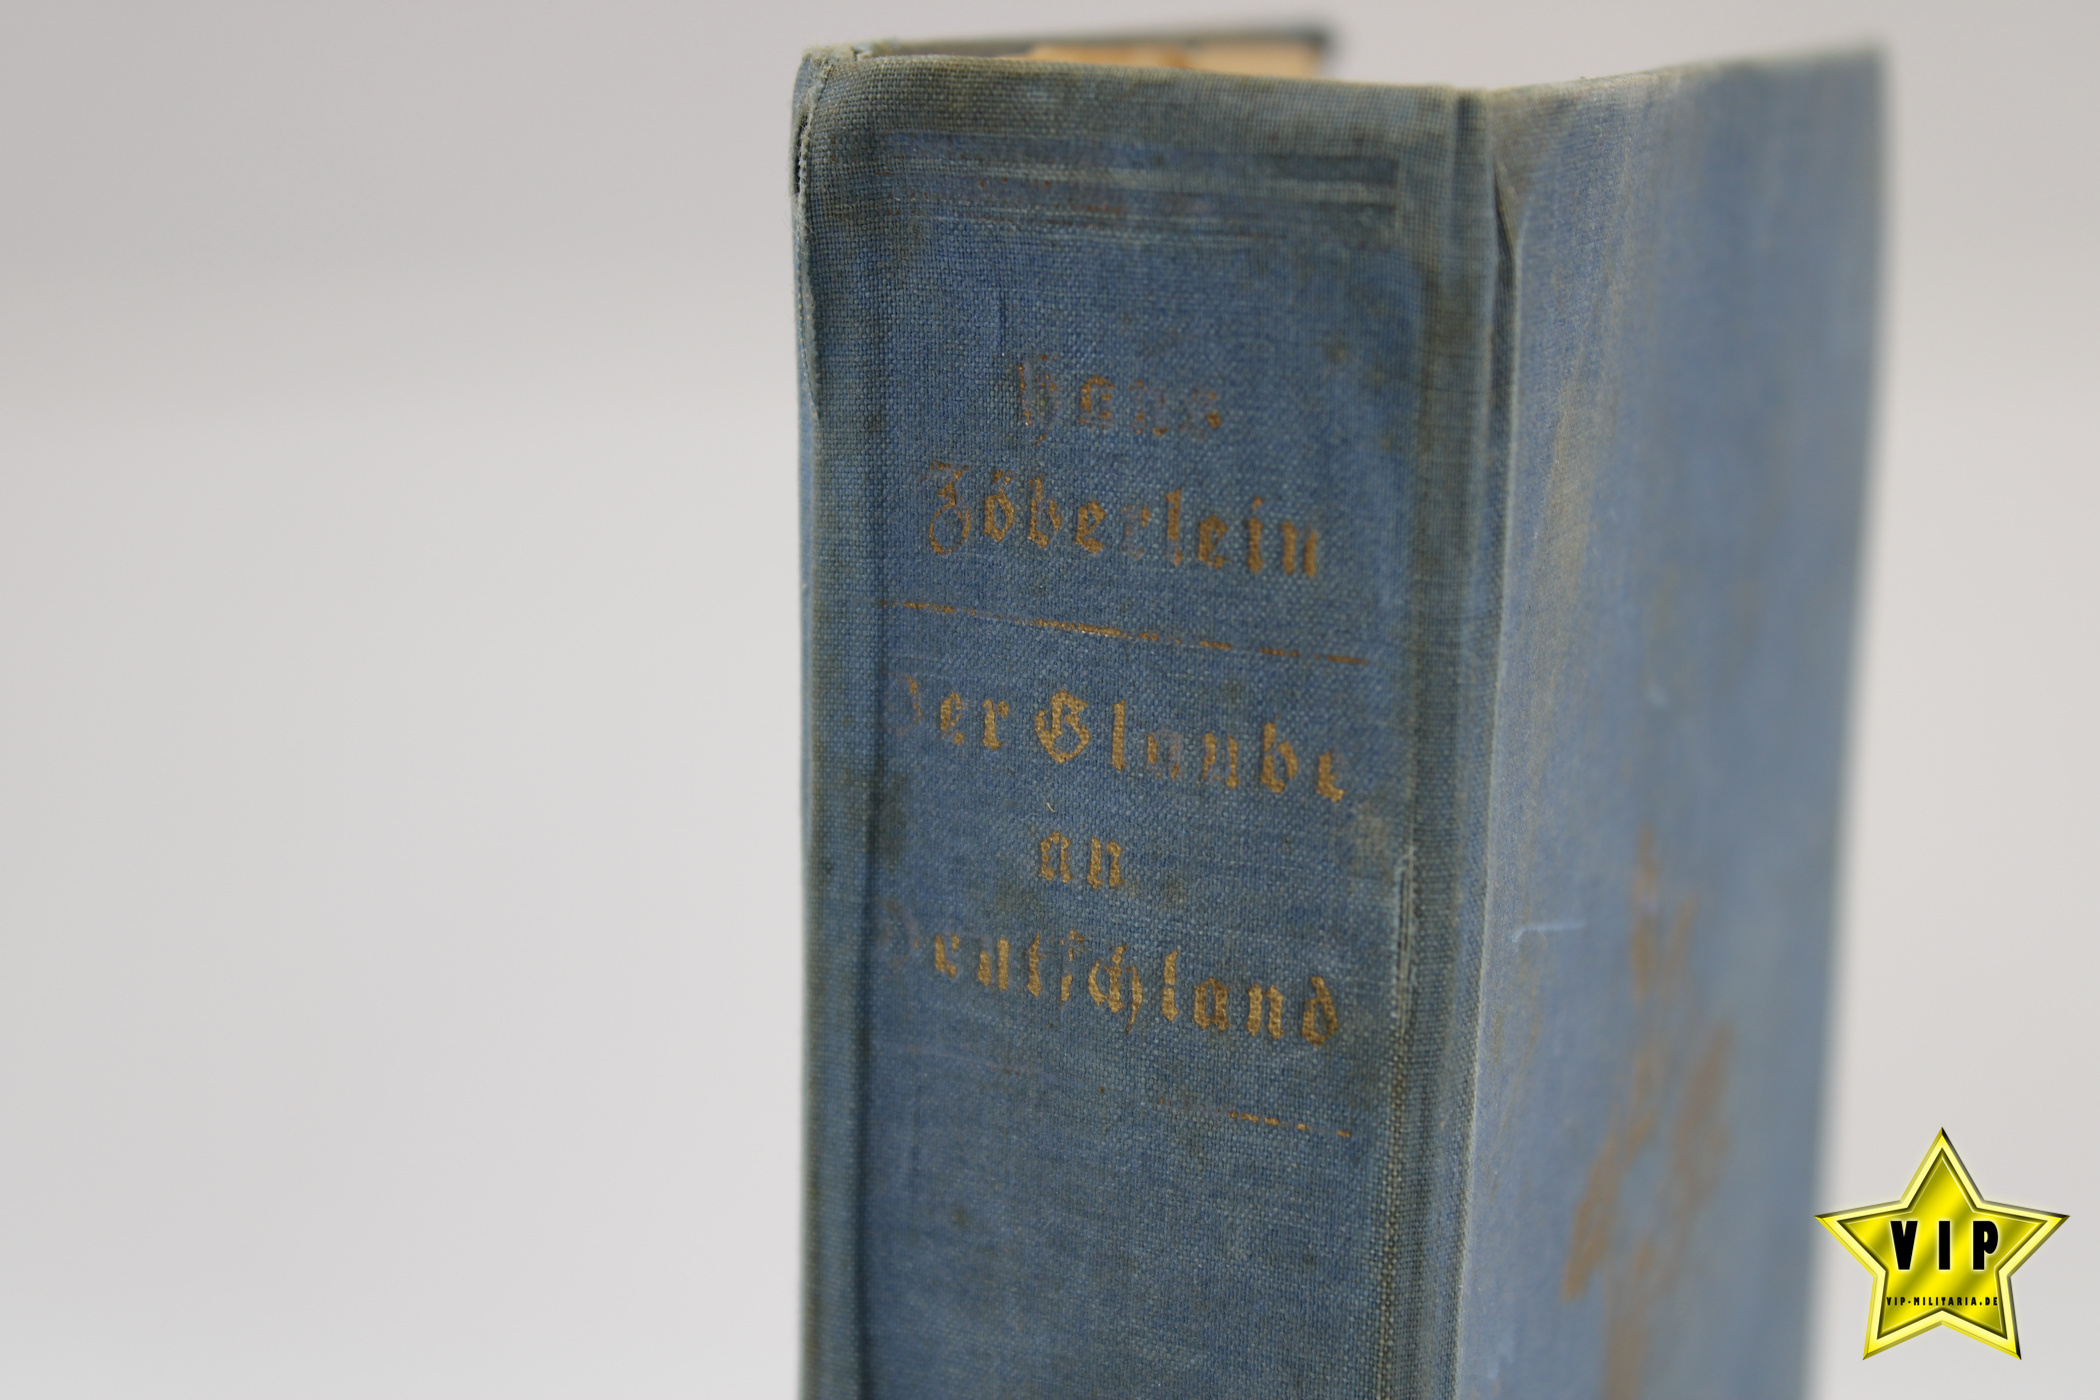 Hans
Zöberlein
Der Glaube
an
Deutschland
VIP
VIP-MILITARIA.DE